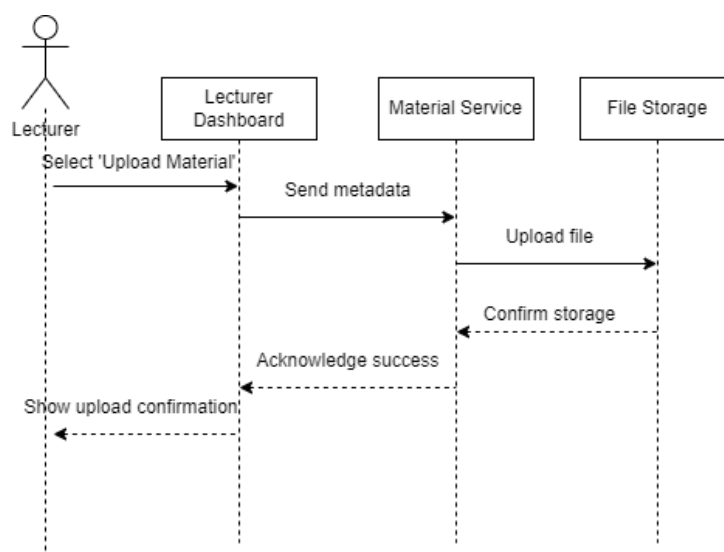 Lecturer
Lecturer
Dashboard
Material Service
File Storage
Select 'Upload Material'
Send metadata
Upload file
Confirm storage
Acknowledge success
Show upload confirmation